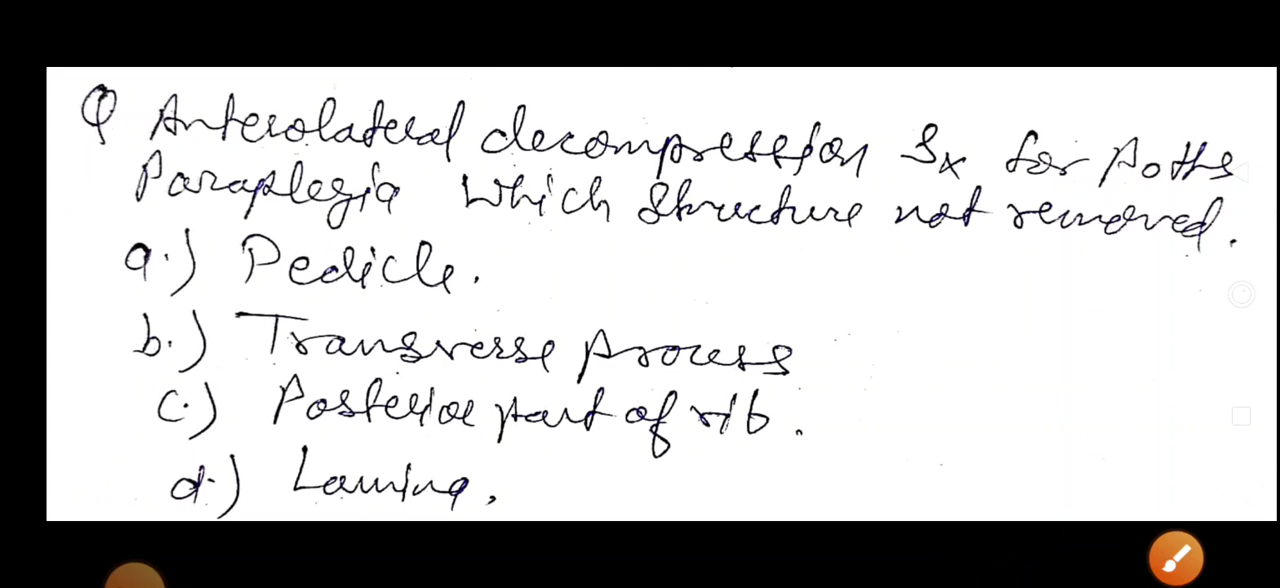 Q Anterolateral decompression Sx for Potts
Paraplegia which structure not removed.
a.) Pedicle.
b.) Transverse process
c.) Posterior part of rib.
d.) Lamina.